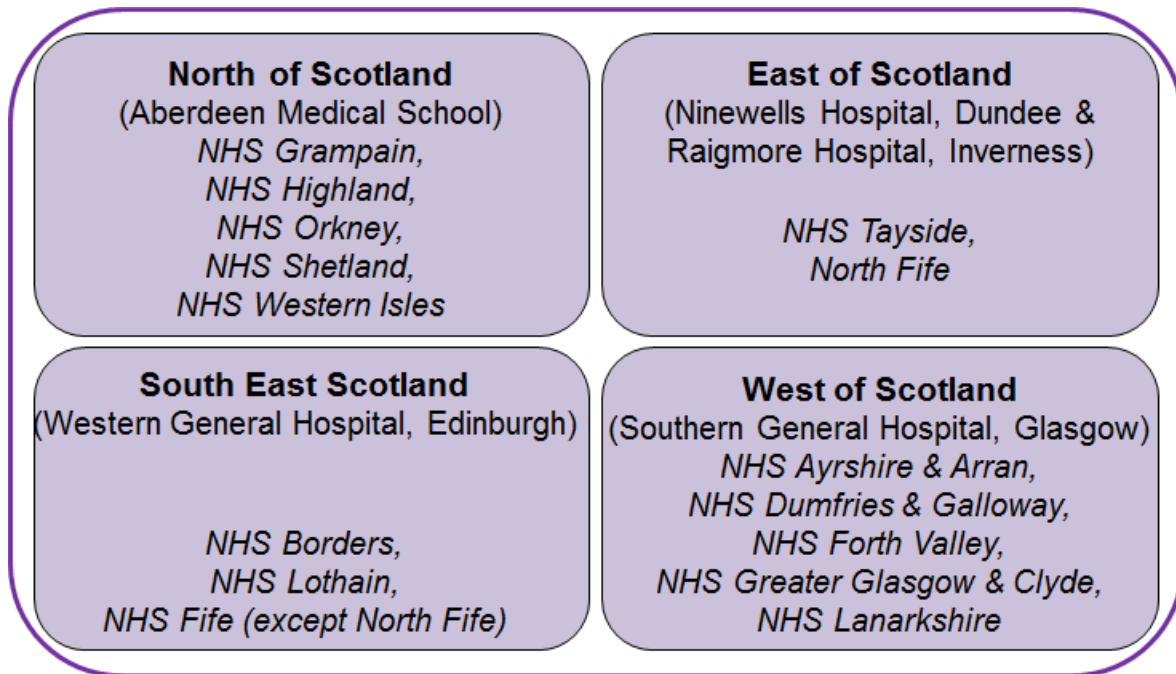 North of Scotland
(Aberdeen Medical School)
NHS Grampain,
NHS Highland,
NHS Orkney,
NHS Shetland,
NHS Western Isles
East of Scotland
(Ninewells Hospital, Dundee &
Raigmore Hospital, Inverness)
NHS Tayside,
North Fife
South East Scotland
(Western General Hospital, Edinburgh)
NHS Borders,
NHS Lothain,
NHS Fife (except North Fife)
West of Scotland
(Southern General Hospital, Glasgow)
NHS Ayrshire & Arran,
NHS Dumfries & Galloway,
NHS Forth Valley,
NHS Greater Glasgow & Clyde,
NHS Lanarkshire